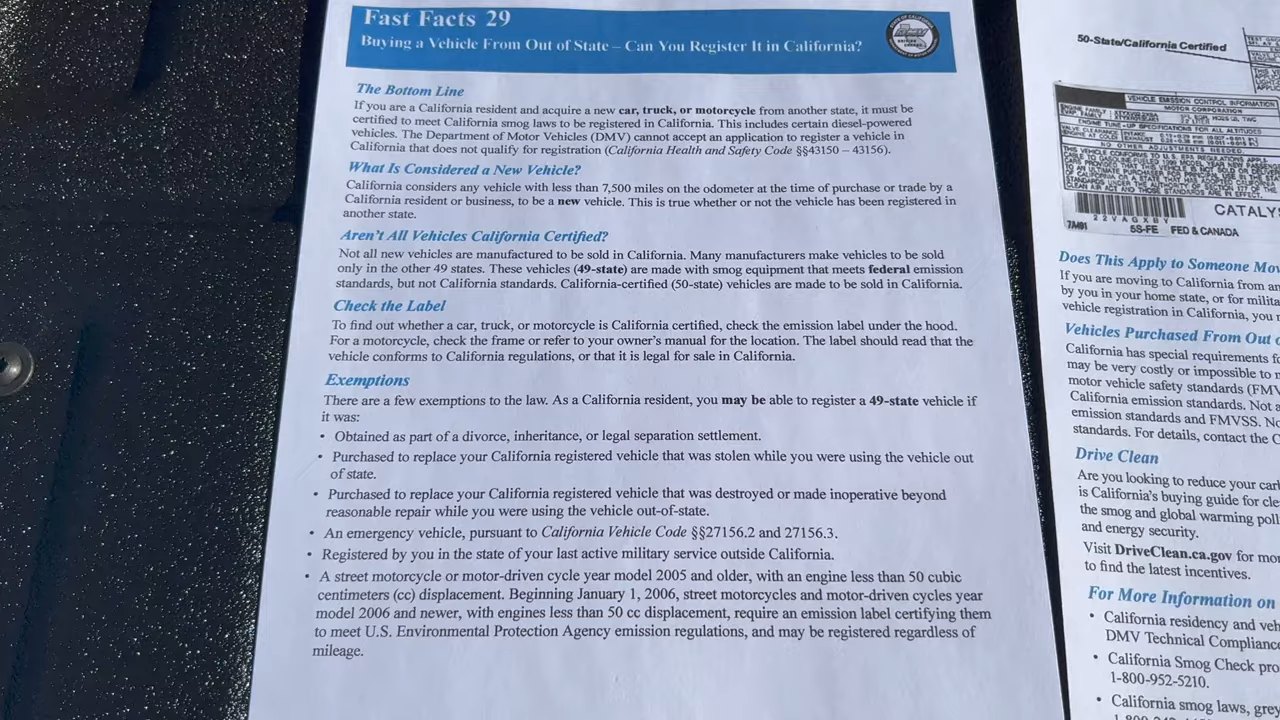 Fast Facts 29
Buying a Vehicle From Out of State – Can You Register It in California?
The Bottom Line
If you are a California resident and acquire a new car, truck, or motorcycle from another state, it must be
certified to meet California smog laws to be registered in California. This includes certain diesel-powered
vehicles. The Department of Motor Vehicles (DMV) cannot accept an application to register a vehicle in
California that does not qualify for registration (California Health and Safety Code §§43150 – 43156).
What Is Considered a New Vehicle?
California considers any vehicle with less than 7,500 miles on the odometer at the time of purchase or trade by a
California resident or business, to be a new vehicle. This is true whether or not the vehicle has been registered in
another state.
Aren't All Vehicles California Certified?
Not all new vehicles are manufactured to be sold in California. Many manufacturers make vehicles to be sold
only in the other 49 states. These vehicles (49-state) are made with smog equipment that meets federal emission
standards, but not California standards. California-certified (50-state) vehicles are made to be sold in California.
Check the Label
To find out whether a car, truck, or motorcycle is California certified, check the emission label under the hood.
For a motorcycle, check the frame or refer to your owner's manual for the location. The label should read that the
vehicle conforms to California regulations, or that it is legal for sale in California.
Exemptions
There are a few exemptions to the law. As a California resident, you may be able to register a 49-state vehicle if
it was:
• Obtained as part of a divorce, inheritance, or legal separation settlement.
• Purchased to replace your California registered vehicle that was stolen while you were using the vehicle out
of state.
• Purchased to replace your California registered vehicle that was destroyed or made inoperative beyond
reasonable repair while you were using the vehicle out-of-state.
• An emergency vehicle, pursuant to California Vehicle Code §§27156.2 and 27156.3.
• Registered by you in the state of your last active military service outside California.
• A street motorcycle or motor-driven cycle year model 2005 and older, with an engine less than 50 cubic
centimeters (cc) displacement. Beginning January 1, 2006, street motorcycles and motor-driven cycles year
model 2006 and newer, with engines less than 50 cc displacement, require an emission label certifying them
to meet U.S. Environmental Protection Agency emission regulations, and may be registered regardless of
mileage.
50-State/California Certified
VEHICLE EMISSION CONTROL INFORMATION
MOTOR CORPORATION
NO OTHER ADJUSTMENTS NEEDED.
22VAGXBY
CATALY
7M91 5S-FE FED & CANADA
Does This Apply to Someone Mov
If you are moving to California from an
by you in your home state, or for milita
vehicle registration in California, you
Vehicles Purchased From Out
California has special requirements fo
may be very costly or impossible to
motor vehicle safety standards (FMV
California emission standards. Not
emission standards and FMVSS. No
standards. For details, contact the C
Drive Clean
Are you looking to reduce your car
is California's buying guide for cle
the smog and global warming poll
and energy security.
Visit DriveClean.ca.gov for mor
to find the latest incentives.
For More Information on
• California residency and veh
DMV Technical Compliance
• California Smog Check pro
1-800-952-5210.
• California smog laws, grey